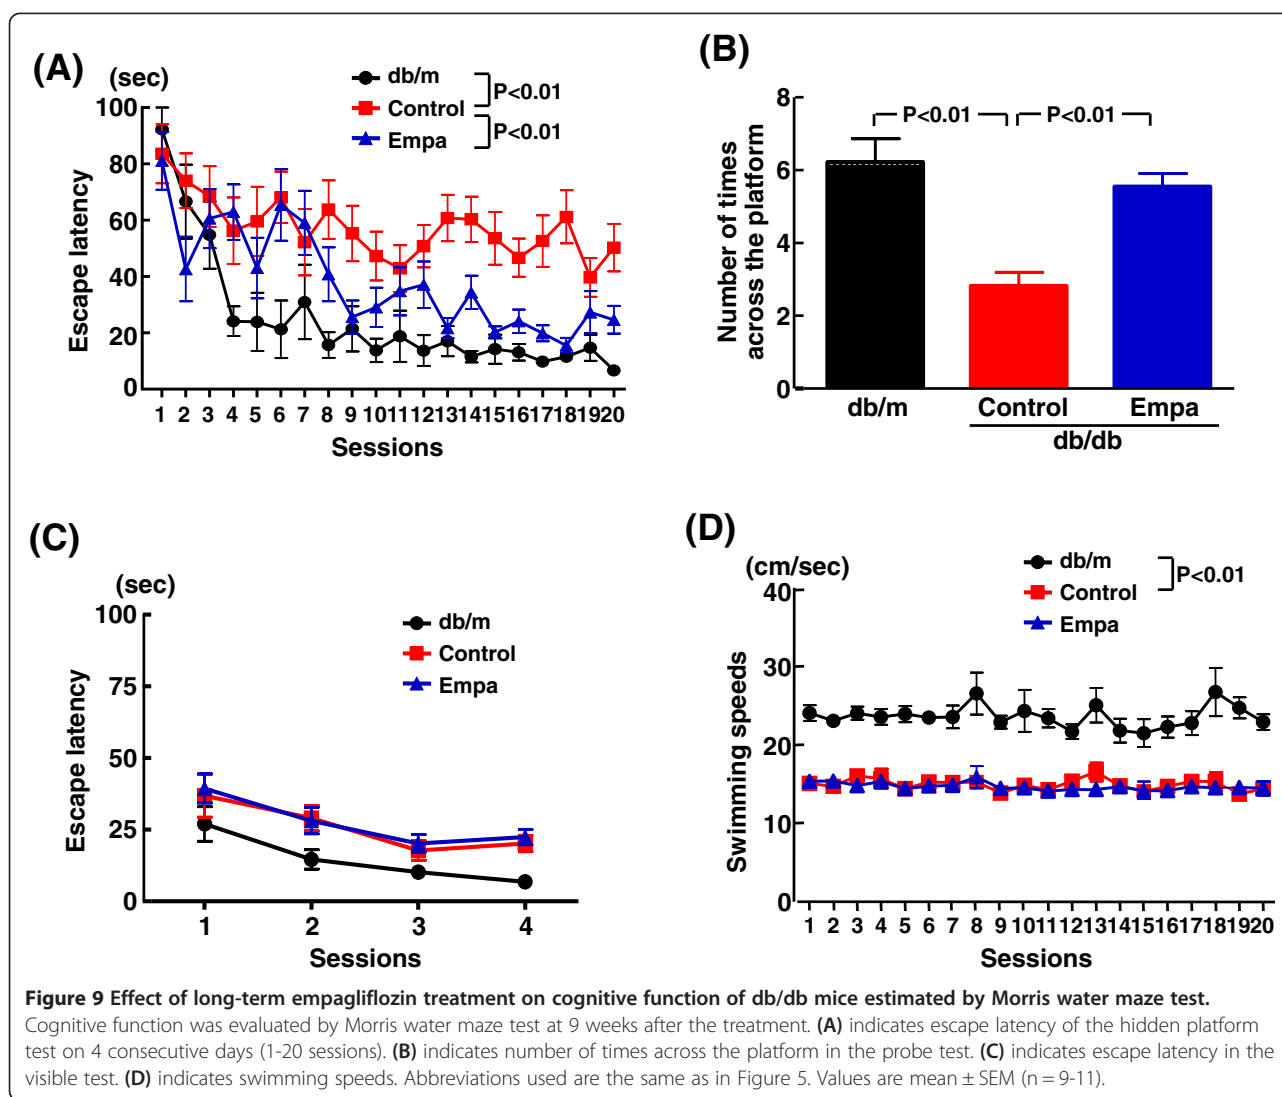 (A)
(sec)
db/m
Control
Empa
P<0.01
P<0.01
Escape latency
100
80
60
40
20
0
1 2 3 4 5 6 7 8 9 10 11 12 13 14 15 16 17 18 19 20
Sessions
(B)
Number of times
across the platform
8
6
4
2
0
P<0.01
P<0.01
db/m
Control
Empa
db/db
(C)
(sec)
db/m
Control
Empa
Escape latency
100
75
50
25
0
1 2 3 4
Sessions
(D)
(cm/sec)
db/m
Control
Empa
P<0.01
Swimming speeds
40
30
20
10
0
1 2 3 4 5 6 7 8 9 10 11 12 13 14 15 16 17 18 19 20
Sessions
Figure 9 Effect of long-term empagliflozin treatment on cognitive function of db/db mice estimated by Morris water maze test.
Cognitive function was evaluated by Morris water maze test at 9 weeks after the treatment. (A) indicates escape latency of the hidden platform
test on 4 consecutive days (1-20 sessions). (B) indicates number of times across the platform in the probe test. (C) indicates escape latency in the
visible test. (D) indicates swimming speeds. Abbreviations used are the same as in Figure 5. Values are mean ± SEM (n = 9-11).